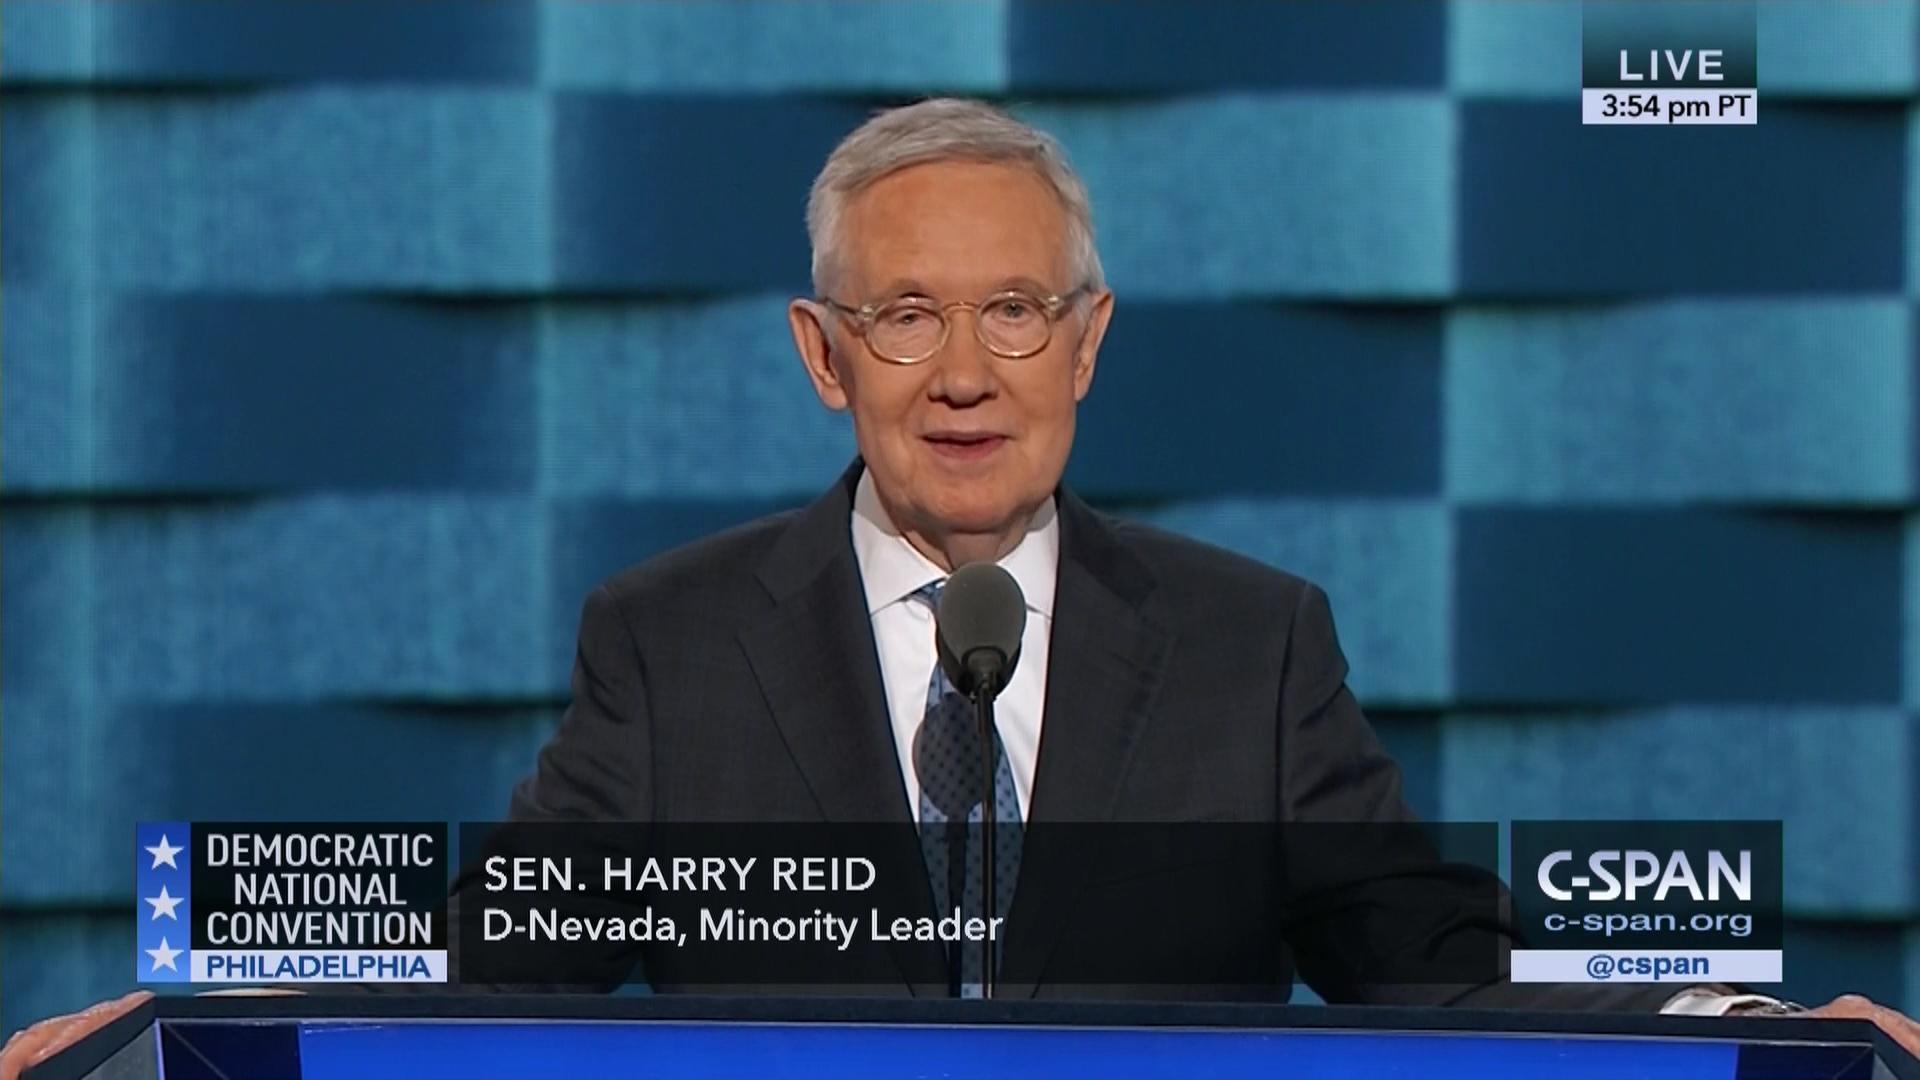 LIVE
3:54 pm PT
DEMOCRATIC
NATIONAL
CONVENTION
PHILADELPHIA
SEN. HARRY REID
D-Nevada, Minority Leader
C-SPAN
c-span.org
@cspan